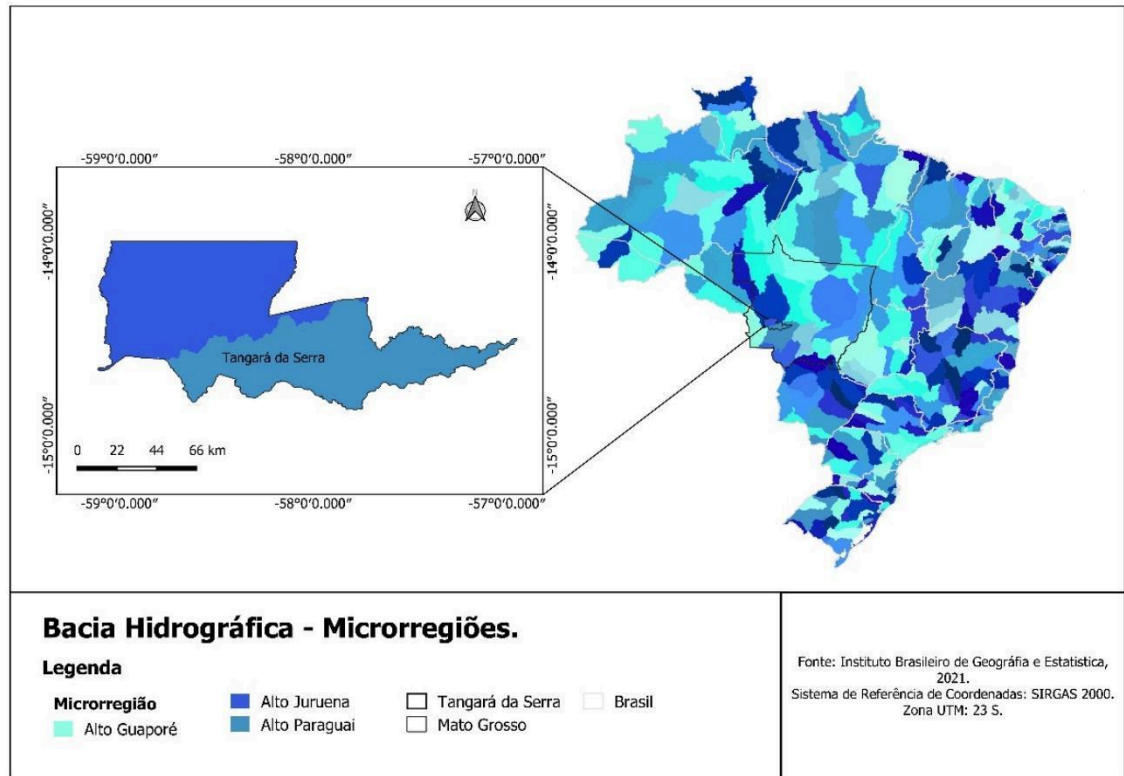 -59°0'0.000"
-58°0'0.000"
-57°0'0.000"
-14°0'0.000"
-14°0'0.000"
Tangará da Serra
0 22 44 66 km
-15°0'0.000"
-15°0'0.000"
-59°0'0.000"
-58°0'0.000"
-57°0'0.000"
Bacia Hidrográfica - Microrregiões.
Legenda
Microrregião
Alto Guaporé
Alto Juruena
Alto Paraguai
Tangará da Serra
Mato Grosso
Brasil
Fonte: Instituto Brasileiro de Geográfia e Estatistica,
2021.
Sistema de Referência de Coordenadas: SIRGAS 2000.
Zona UTM: 23 S.